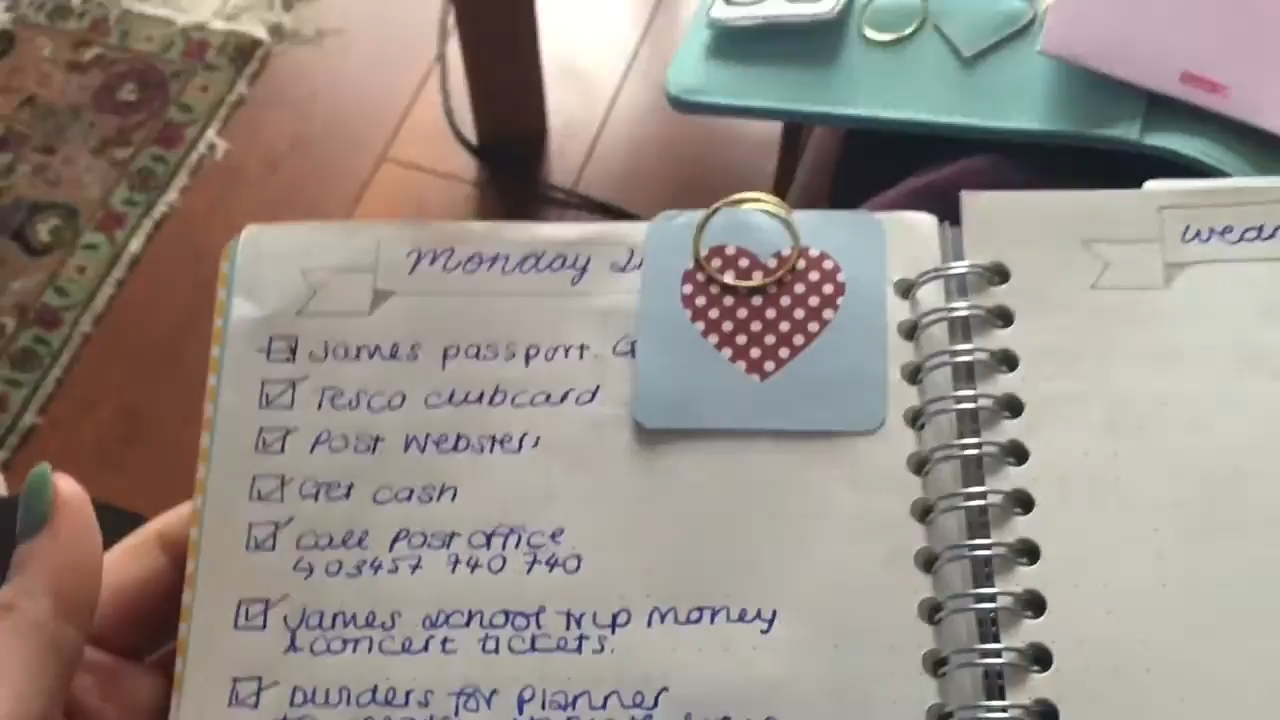 Monday
James passport. G
Tesco clubcard
Post Websters
Get cash
Call Post office
↳ 03457 740 740
James school trip money
& concert tickets.
for planner